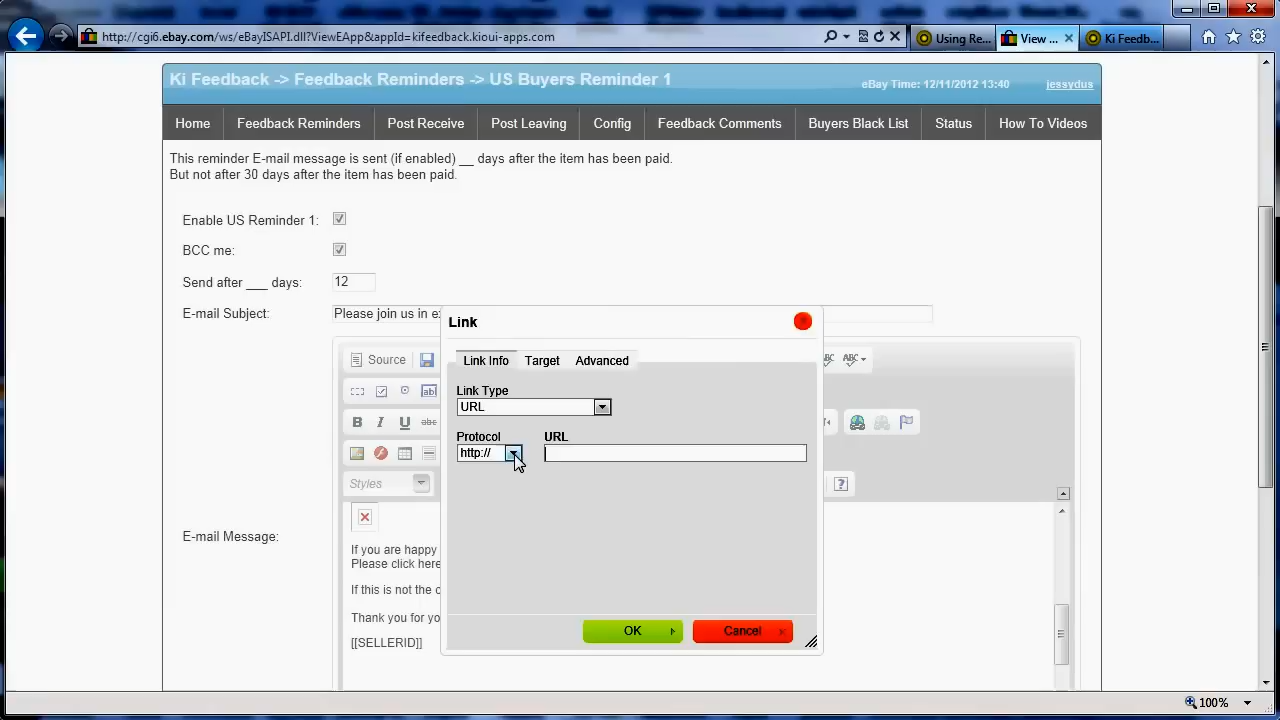 http://cgi6.ebay.com/ws/eBayISAPI.dll?ViewEApp&appId=kifeedback.kioui-apps.com
Using Re...
View ...
Ki Feedb...
Ki Feedback -> Feedback Reminders -> US Buyers Reminder 1
eBay Time: 12/11/2012 13:40
jessydus
Home
Feedback Reminders
Post Receive
Post Leaving
Config
Feedback Comments
Buyers Black List
Status
How To Videos
This reminder E-mail message is sent (if enabled) __ days after the item has been paid.
But not after 30 days after the item has been paid.
Enable US Reminder 1:
BCC me:
Send after ___ days: 12
E-mail Subject: Please join us in e
Link
Source
Link Info
Target
Advanced
ABC
ABC
Link Type
URL
ab
B I U abc
Protocol
URL
http://
Styles
?
E-mail Message:
If you are happy
Please click here
If this is not the
Thank you for yo
[[SELLERID]]
OK
Cancel
100%